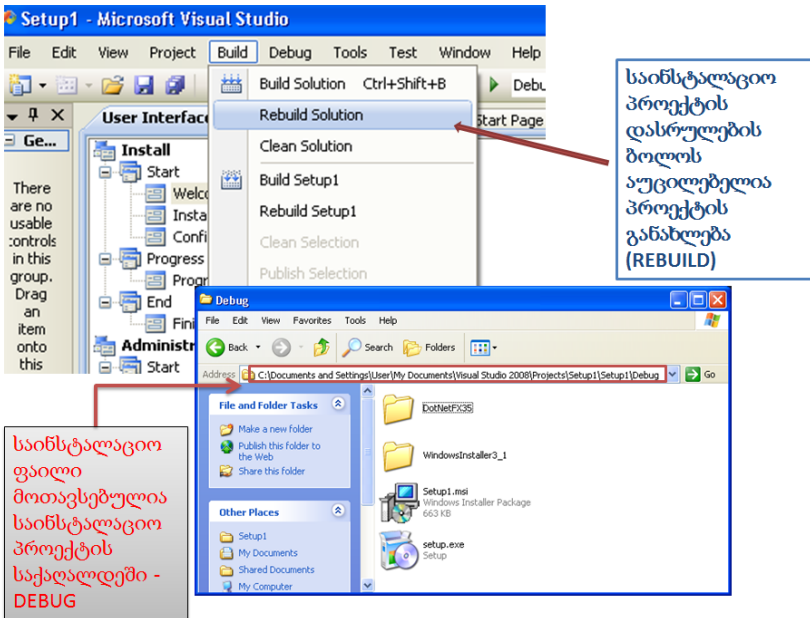 Setup1 - Microsoft Visual Studio
File Edit View Project Build Debug Tools Test Window Help
Build Solution Ctrl+Shift+B
Rebuild Solution
Clean Solution
Build Setup1
Rebuild Setup1
Clean Selection
Publish Selection
Debu
User Interface
Start Page
Ge...
There
are no
usable
controls
in this
group.
Drag
an
item
onto
this
Install
Start
Welco
Insta
Confi
Progress
Progr
End
Fini
Administr
Start
საინსტალაციო
პროექტის
დასრულების
ბოლოს
აუცილებელია
პროექტის
განახლება
(REBUILD)
Debug
File Edit View Favorites Tools Help
Back Search Folders
Address C:\Documents and Settings\User\My Documents\Visual Studio 2008\Projects\Setup1\Setup1\Debug Go
File and Folder Tasks
Make a new folder
Publish this folder to
the Web
Share this folder
Other Places
Setup1
My Documents
Shared Documents
My Computer
DotNetFX35
WindowsInstaller3_1
Setup1.msi
Windows Installer Package
663 KB
setup.exe
Setup
საინსტალაციო
ფაილი
მოთავსებულია
საინსტალაციო
პროექტის
საქაღალდეში -
DEBUG